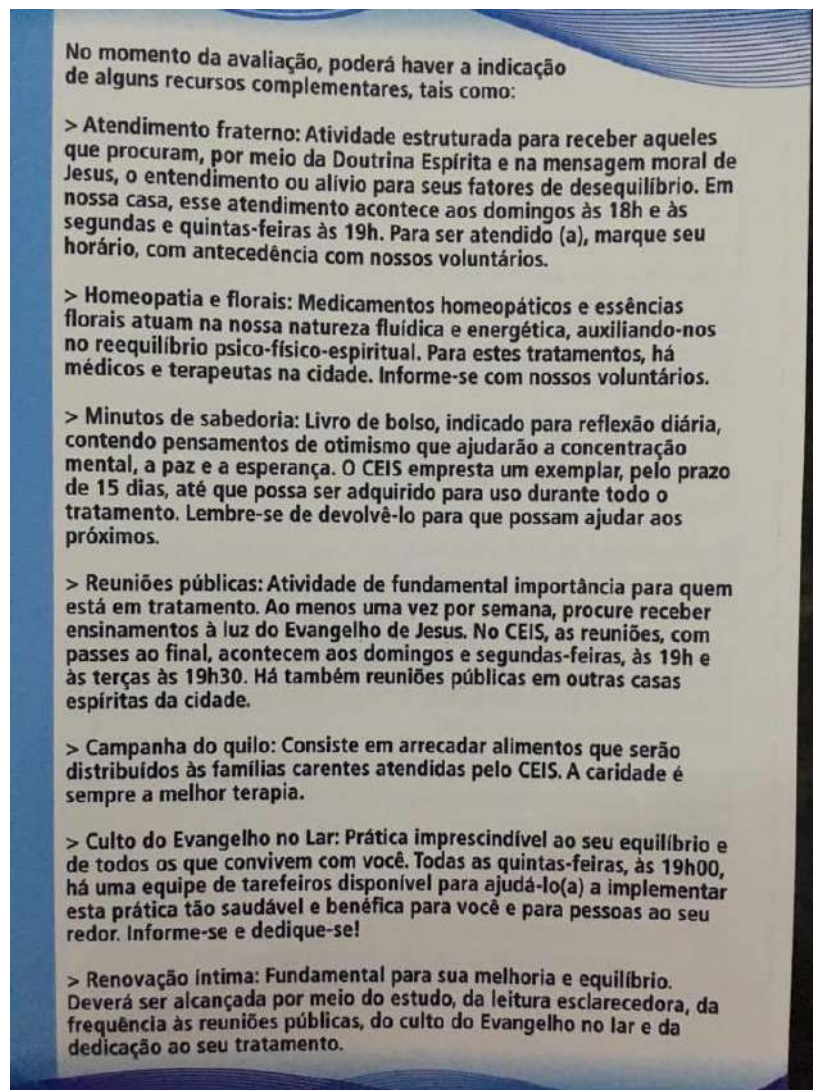 No momento da avaliação, poderá haver a indicação
de alguns recursos complementares, tais como:
> Atendimento fraterno: Atividade estruturada para receber aqueles
que procuram, por meio da Doutrina Espírita e na mensagem moral de
Jesus, o entendimento ou alívio para seus fatores de desequilíbrio. Em
nossa casa, esse atendimento acontece aos domingos às 18h e às
segundas e quintas-feiras às 19h. Para ser atendido (a), marque seu
horário, com antecedência com nossos voluntários.
> Homeopatia e florais: Medicamentos homeopáticos e essências
florais atuam na nossa natureza fluídica e energética, auxiliando-nos
no reequilíbrio psico-físico-espiritual. Para estes tratamentos, há
médicos e terapeutas na cidade. Informe-se com nossos voluntários.
> Minutos de sabedoria: Livro de bolso, indicado para reflexão diária,
contendo pensamentos de otimismo que ajudarão a concentração
mental, a paz e a esperança. O CEIS empresta um exemplar, pelo prazo
de 15 dias, até que possa ser adquirido para uso durante todo o
tratamento. Lembre-se de devolvê-lo para que possam ajudar aos
próximos.
> Reuniões públicas: Atividade de fundamental importância para quem
está em tratamento. Ao menos uma vez por semana, procure receber
ensinamentos à luz do Evangelho de Jesus. No CEIS, as reuniões, com
passes ao final, acontecem aos domingos e segundas-feiras, às 19h e
às terças às 19h30. Há também reuniões públicas em outras casas
espíritas da cidade.
> Campanha do quilo: Consiste em arrecadar alimentos que serão
distribuídos às famílias carentes atendidas pelo CEIS. A caridade é
sempre a melhor terapia.
> Culto do Evangelho no Lar: Prática imprescindível ao seu equilíbrio e
de todos os que convivem com você. Todas as quintas-feiras, às 19h00,
há uma equipe de tarefeiros disponível para ajudá-lo(a) a implementar
esta prática tão saudável e benéfica para você e para pessoas ao seu
redor. Informe-se e dedique-se!
> Renovação íntima: Fundamental para sua melhoria e equilíbrio.
Deverá ser alcançada por meio do estudo, da leitura esclarecedora, da
frequência às reuniões públicas, do culto do Evangelho no lar e da
dedicação ao seu tratamento.